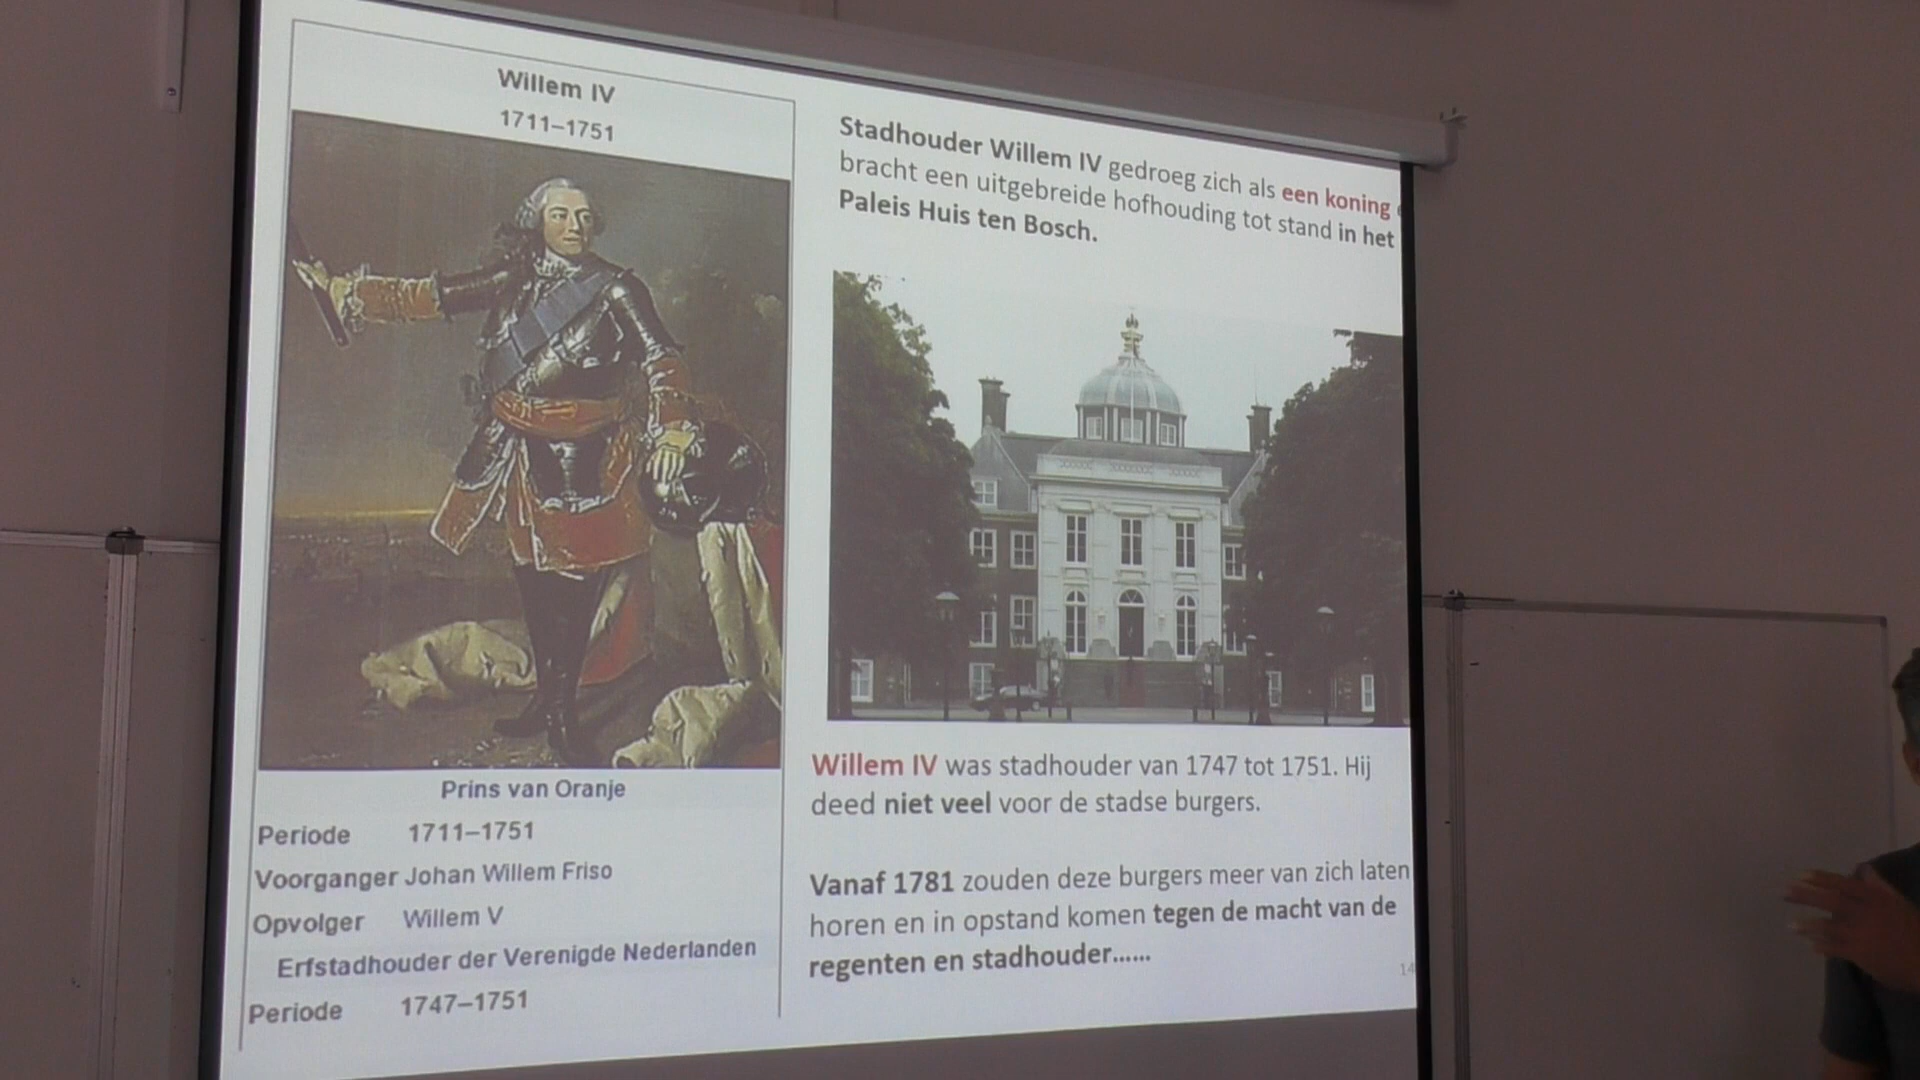 Willem IV
1711–1751
Prins van Oranje
Periode 1711–1751
Voorganger Johan Willem Friso
Opvolger Willem V
Erfstadhouder der Verenigde Nederlanden
Periode 1747–1751
Stadhouder Willem IV gedroeg zich als een koning
bracht een uitgebreide hofhouding tot stand in het
Paleis Huis ten Bosch.
Willem IV was stadhouder van 1747 tot 1751. Hij
deed niet veel voor de stadse burgers.
Vanaf 1781 zouden deze burgers meer van zich laten
horen en in opstand komen tegen de macht van de
regenten en stadhouder......
14